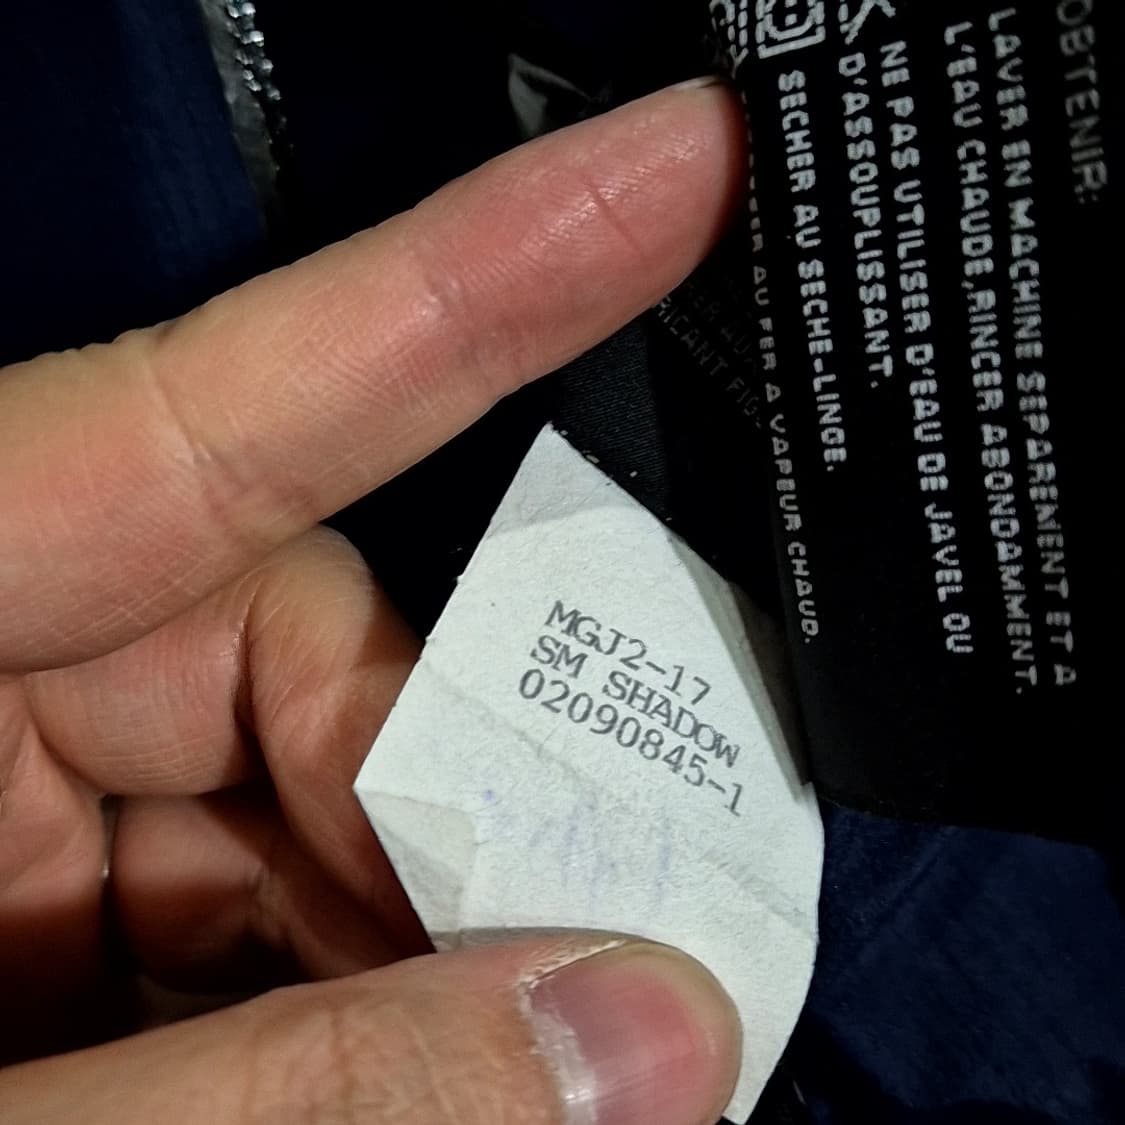 MGJ2-17
SM SHADOW
02090845-1
OBTENIR:
LAVER EN MACHINE SEPAREMENT ET A
L'EAU CHAUDE,RINCER ABONDAMMENT.
NE PAS UTILISER D'EAU DE JAVEL OU
D'ASSOUPLISSANT.
SECHER AU SECHE-LINGE.
AU FER A VAPEUR CHAUD.